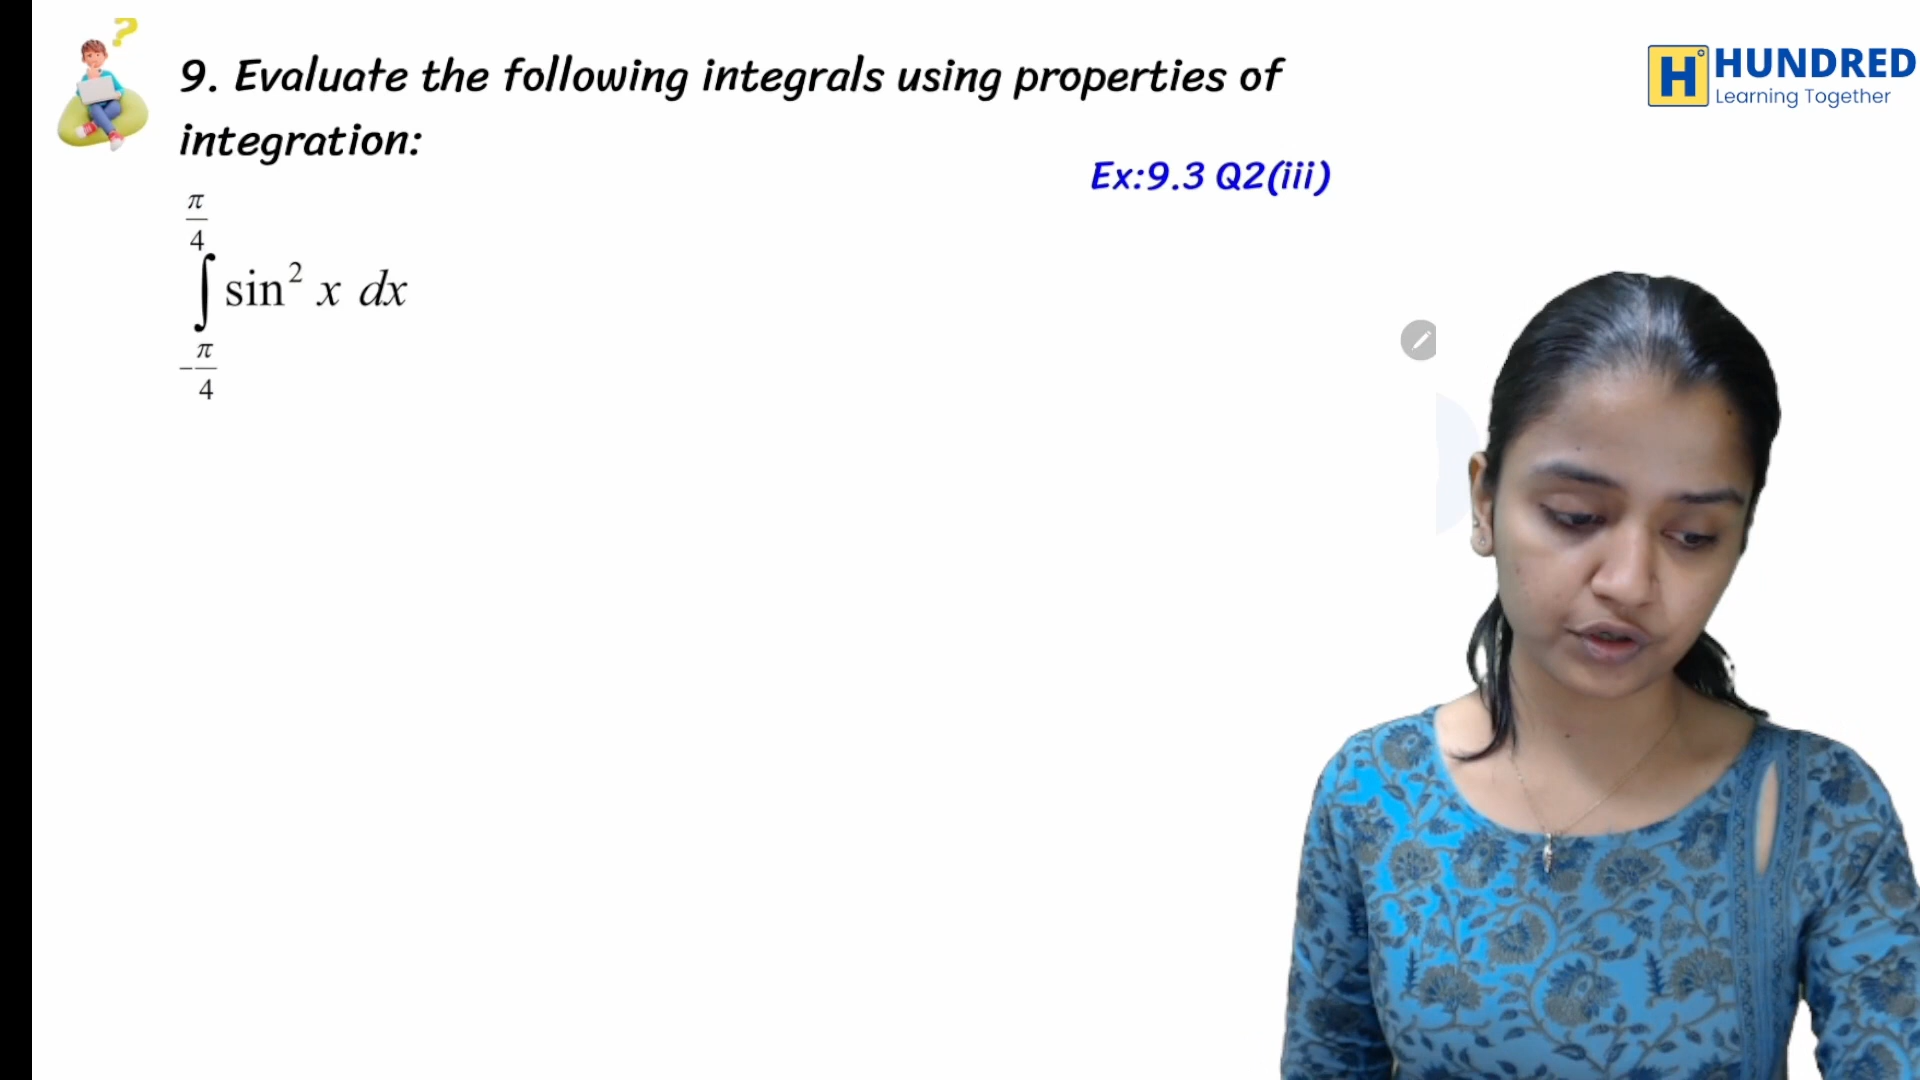 9. Evaluate the following integrals using properties of
integration:
Ex:9.3 Q2(iii)
π
4
∫ sin² x dx
-π
4
H° HUNDRED
Learning Together
?